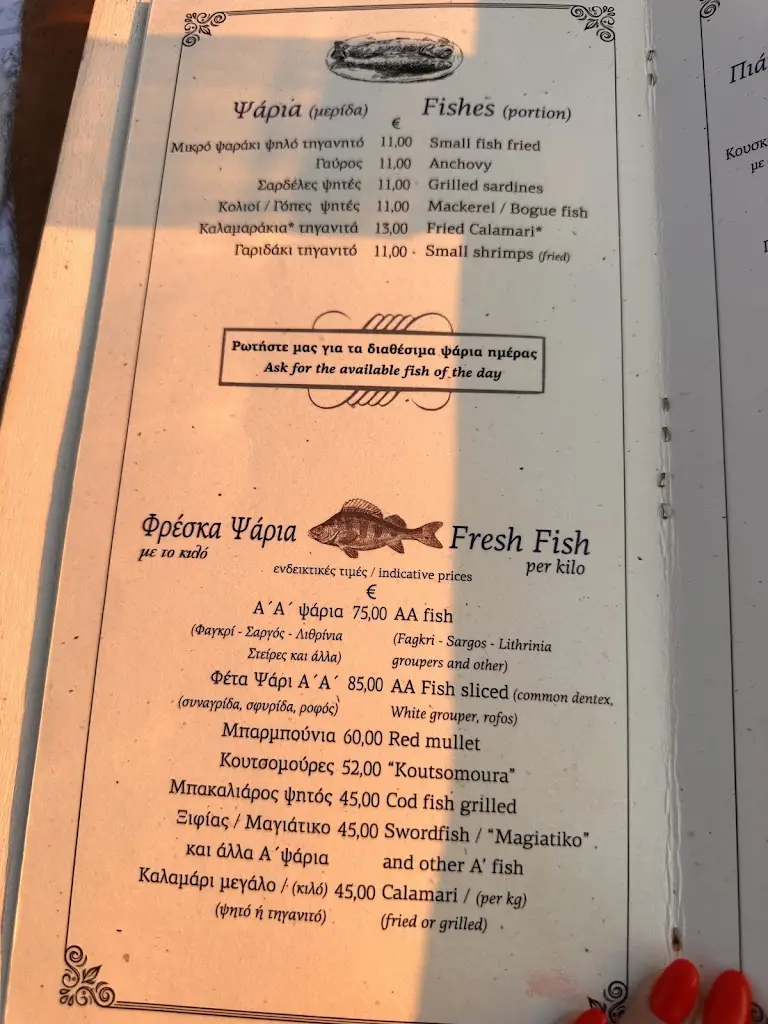 Ψάρια (μερίδα) € Fishes (portion)
Μικρό ψαράκι ψηλό τηγανητό 11,00 Small fish fried
Γαύρος 11,00 Anchovy
Σαρδέλες ψητές 11,00 Grilled sardines
Κολιοί / Γόπες ψητές 11,00 Mackerel / Bogue fish
Καλαμαράκια* τηγανιτά 13,00 Fried Calamari*
Γαριδάκι τηγανιτό 11,00 Small shrimps (fried)
Ρωτήστε μας για τα διαθέσιμα ψάρια ημέρας
Ask for the available fish of the day
Φρέσκα Ψάρια Fresh Fish
με το κιλό per kilo
ενδεικτικές τιμές / indicative prices
€
Α΄Α΄ ψάρια 75,00 AA fish
(Φαγκρί - Σαργός - Λιθρίνια (Fagkri - Sargos - Lithrinia
Στείρες και άλλα) groupers and other)
Φέτα Ψάρι Α΄Α΄ 85,00 AA Fish sliced (common dentex,
(συναγρίδα, σφυρίδα, ροφός) White grouper, rofos)
Μπαρμπούνια 60,00 Red mullet
Κουτσομούρες 52,00 “Koutsomoura”
Μπακαλιάρος ψητός 45,00 Cod fish grilled
Ξιφίας / Μαγιάτικο 45,00 Swordfish / “Magiatiko”
και άλλα Α΄ψάρια and other A’ fish
Καλαμάρι μεγάλο / (κιλό) 45,00 Calamari / (per kg)
(ψητό ή τηγανιτό) (fried or grilled)
με